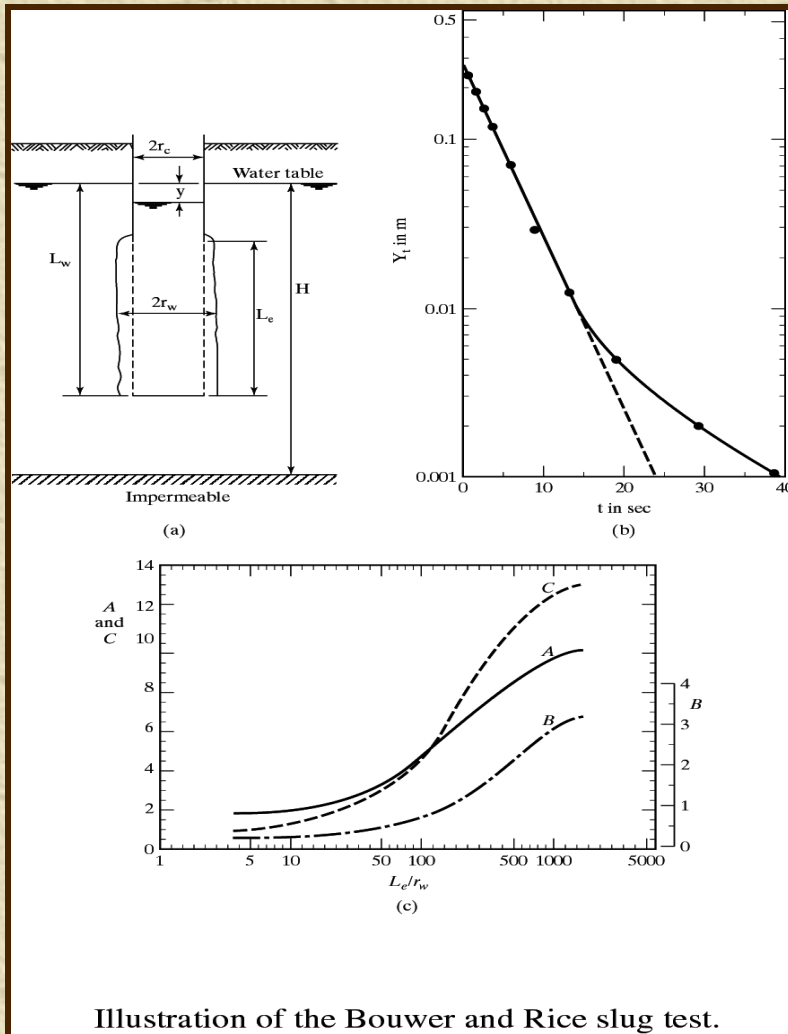 2r_c
Water table
y
L_w
2r_w
L_e
H
Impermeable
(a)
0.5
0.1
Y_t in m
0.01
0.001
0
10
20
30
40
t in sec
(b)
14
12
10
8
6
4
2
0
A
and
C
C
A
B
4
3
2
1
0
B
1
5
10
50
100
500
1000
5000
L_e/r_w
(c)
Illustration of the Bouwer and Rice slug test.